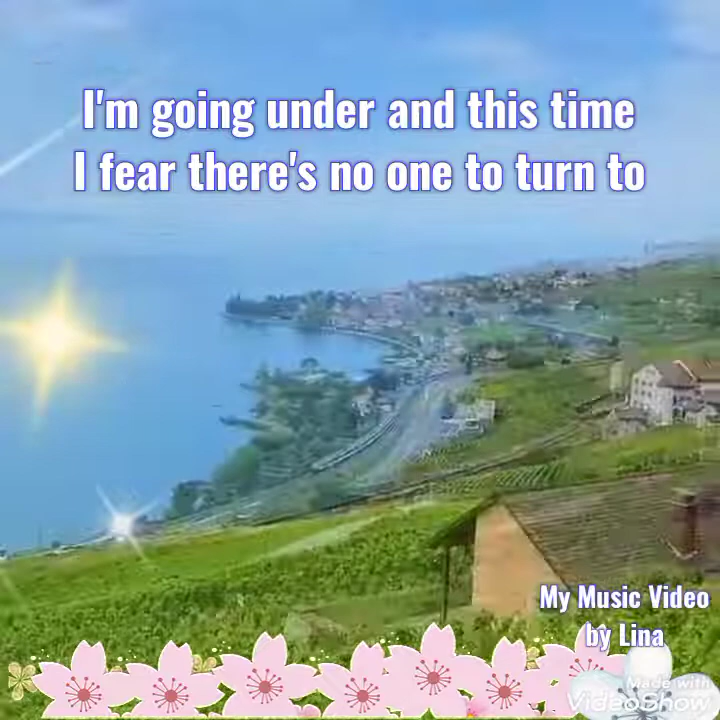 I'm going under and this time
I fear there's no one to turn to
My Music Video
by Lina
Made with
VideoShow